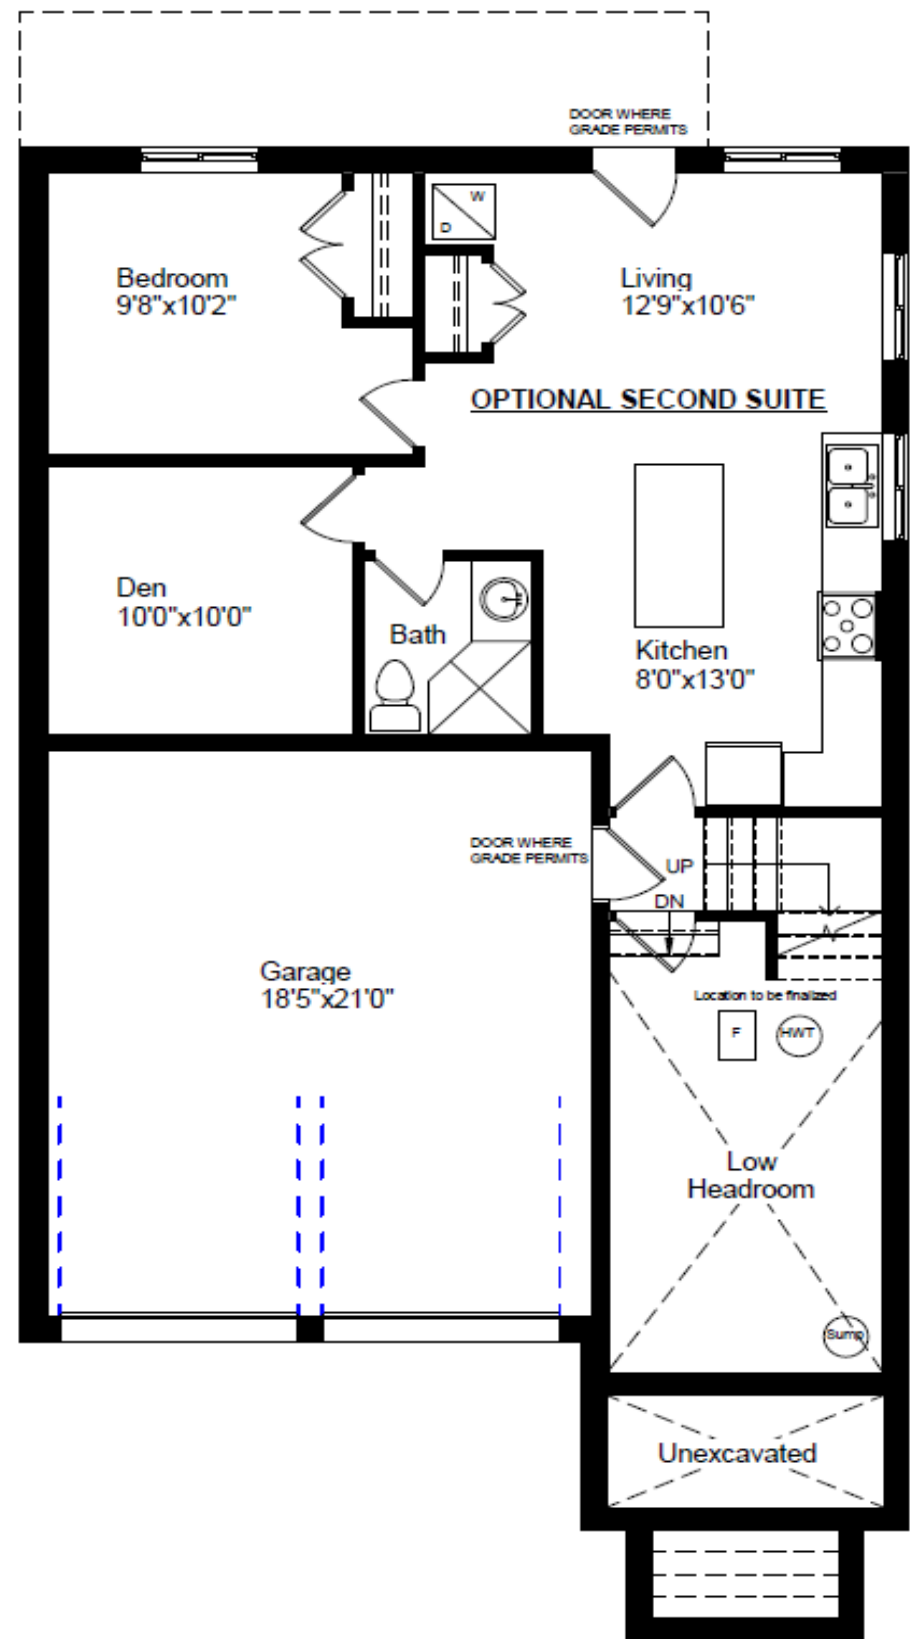 DOOR WHERE
GRADE PERMITS
W
D
Bedroom
9'8"x10'2"
Living
12'9"x10'6"
OPTIONAL SECOND SUITE
Den
10'0"x10'0"
Bath
Kitchen
8'0"x13'0"
DOOR WHERE
GRADE PERMITS
UP
DN
Garage
18'5"x21'0"
Location to be finalized
F
HWT
Low
Headroom
Sump
Unexcavated